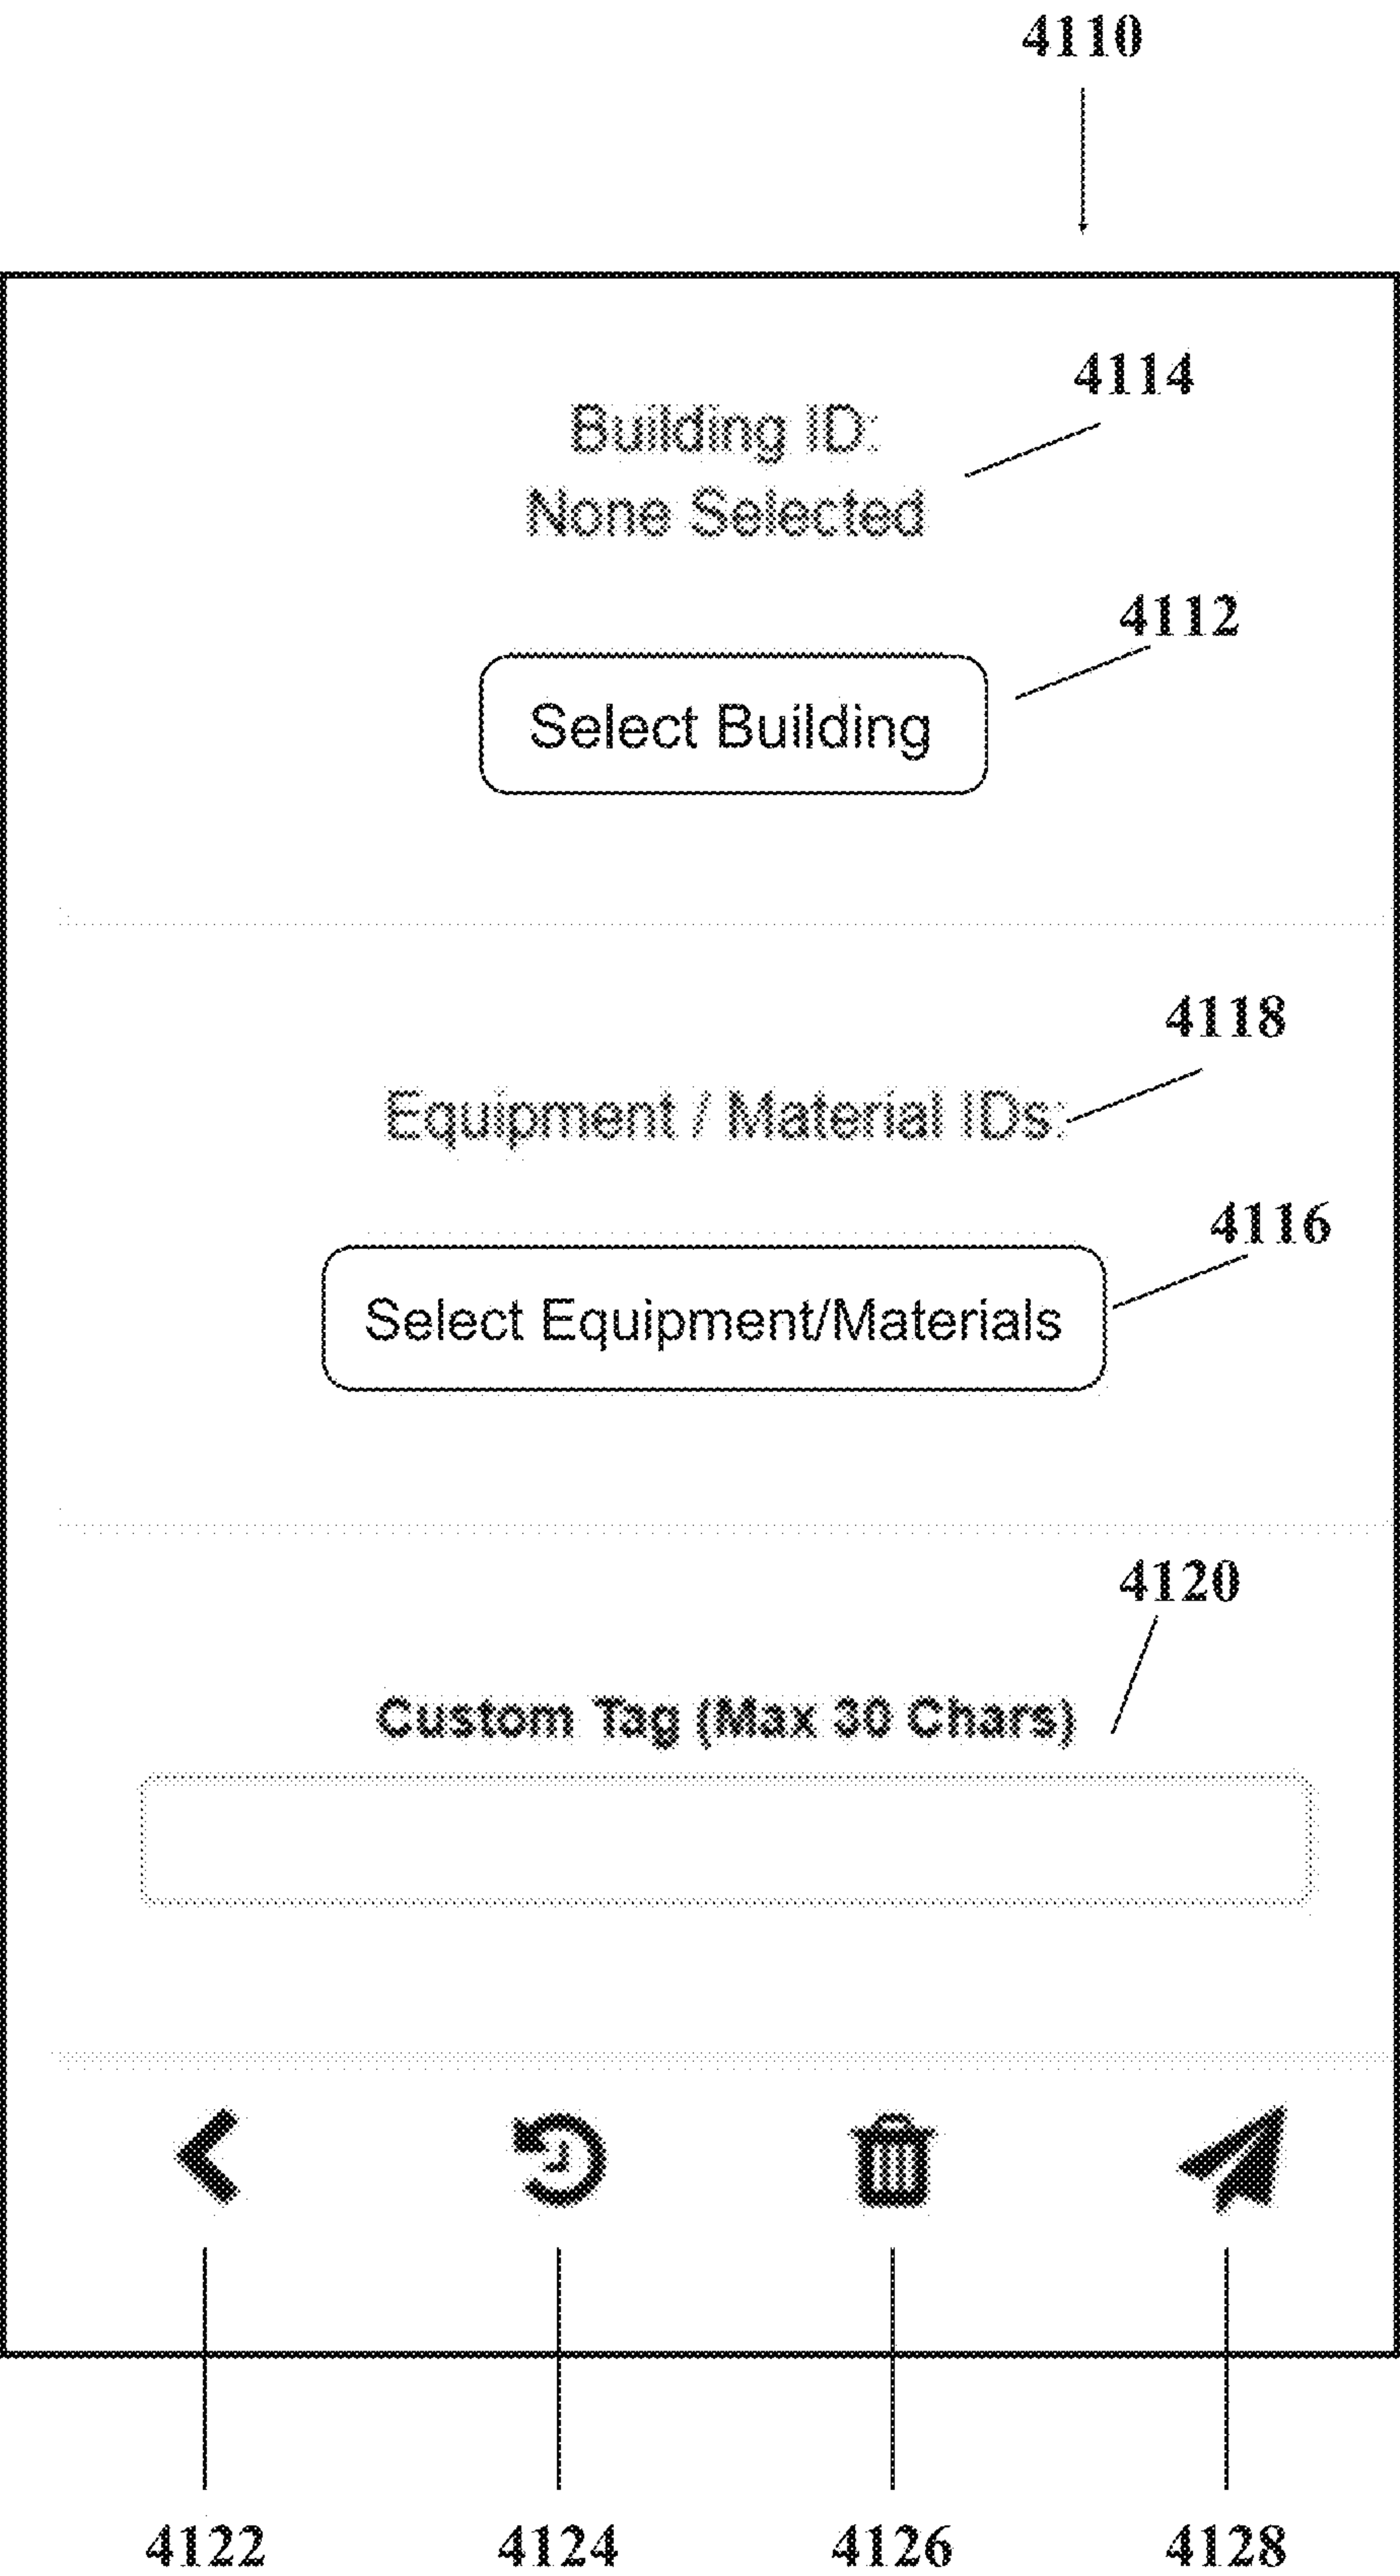 4110
4114
Building ID:
None Selected
4112
Select Building
4118
Equipment / Material IDs:
4116
Select Equipment/Materials
4120
Custom Tag (Max 30 Chars)
4122 4124 4126 4128